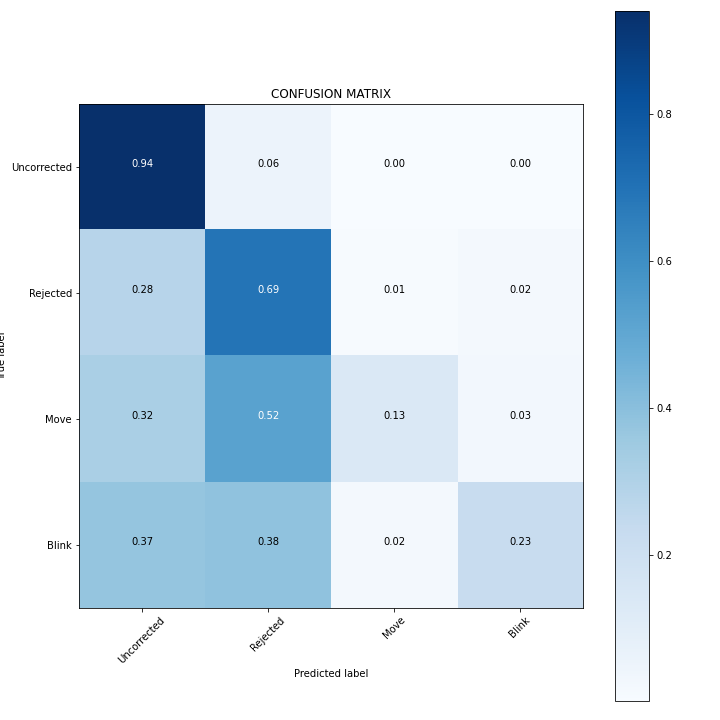 CONFUSION MATRIX
Uncorrected 0.94 0.06 0.00 0.00
Rejected 0.28 0.69 0.01 0.02
Move 0.32 0.52 0.13 0.03
Blink 0.37 0.38 0.02 0.23
Uncorrected Rejected Move Blink
Predicted label
True label
0.8
0.6
0.4
0.2